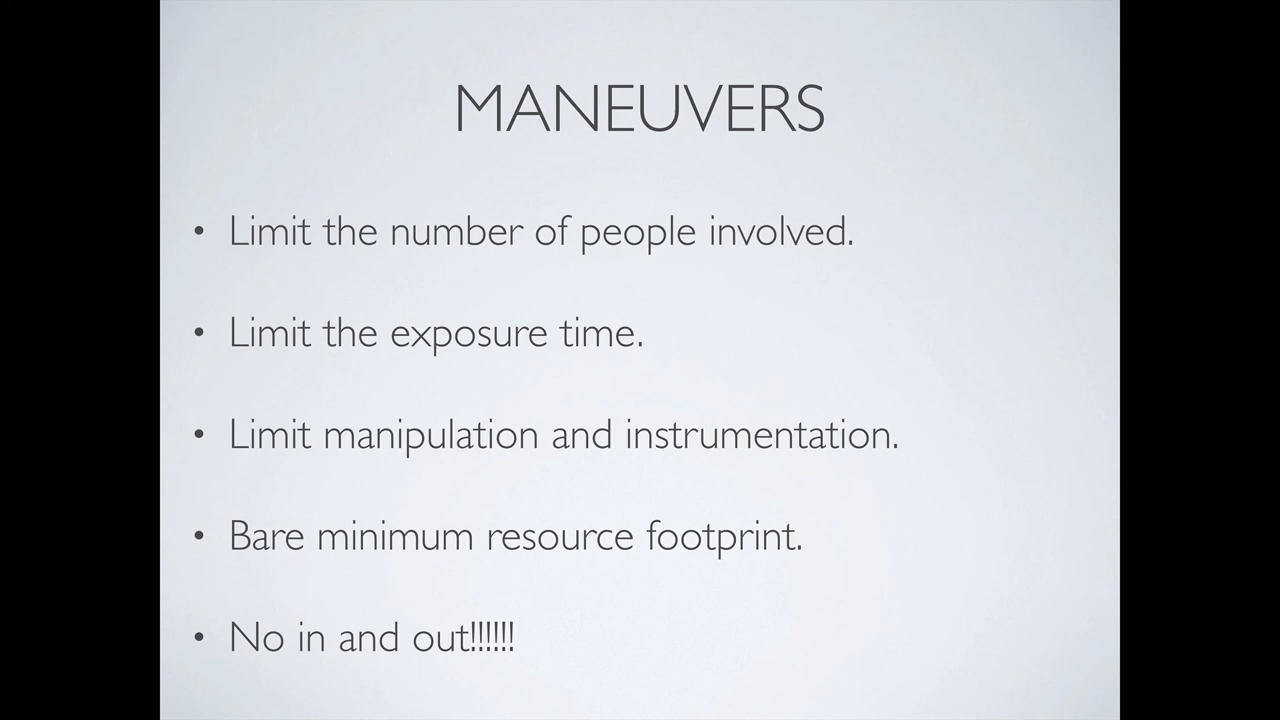 MANEUVERS
• Limit the number of people involved.
• Limit the exposure time.
• Limit manipulation and instrumentation.
• Bare minimum resource footprint.
• No in and out!!!!!!